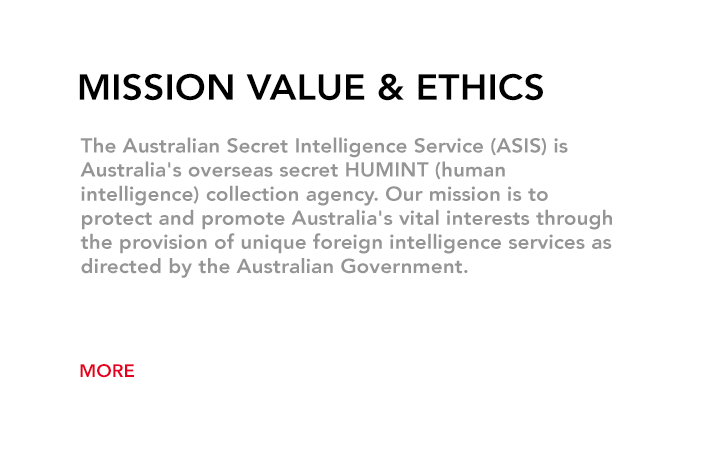 MISSION VALUE & ETHICS
The Australian Secret Intelligence Service (ASIS) is
Australia's overseas secret HUMINT (human
intelligence) collection agency. Our mission is to
protect and promote Australia's vital interests through
the provision of unique foreign intelligence services as
directed by the Australian Government.
MORE